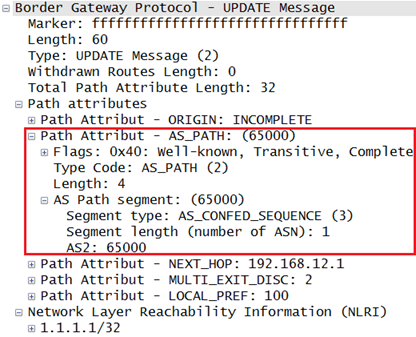 Border Gateway Protocol - UPDATE Message
Marker: ffffffffffffffffffffffffffffffff
Length: 60
Type: UPDATE Message (2)
Withdrawn Routes Length: 0
Total Path Attribute Length: 32
Path attributes
Path Attribut - ORIGIN: INCOMPLETE
Path Attribut - AS_PATH: (65000)
Flags: 0x40: Well-known, Transitive, Complete
Type Code: AS_PATH (2)
Length: 4
AS Path segment: (65000)
Segment type: AS_CONFED_SEQUENCE (3)
Segment length (number of ASN): 1
AS2: 65000
Path Attribut - NEXT_HOP: 192.168.12.1
Path Attribut - MULTI_EXIT_DISC: 2
Path Attribut - LOCAL_PREF: 100
Network Layer Reachability Information (NLRI)
1.1.1.1/32